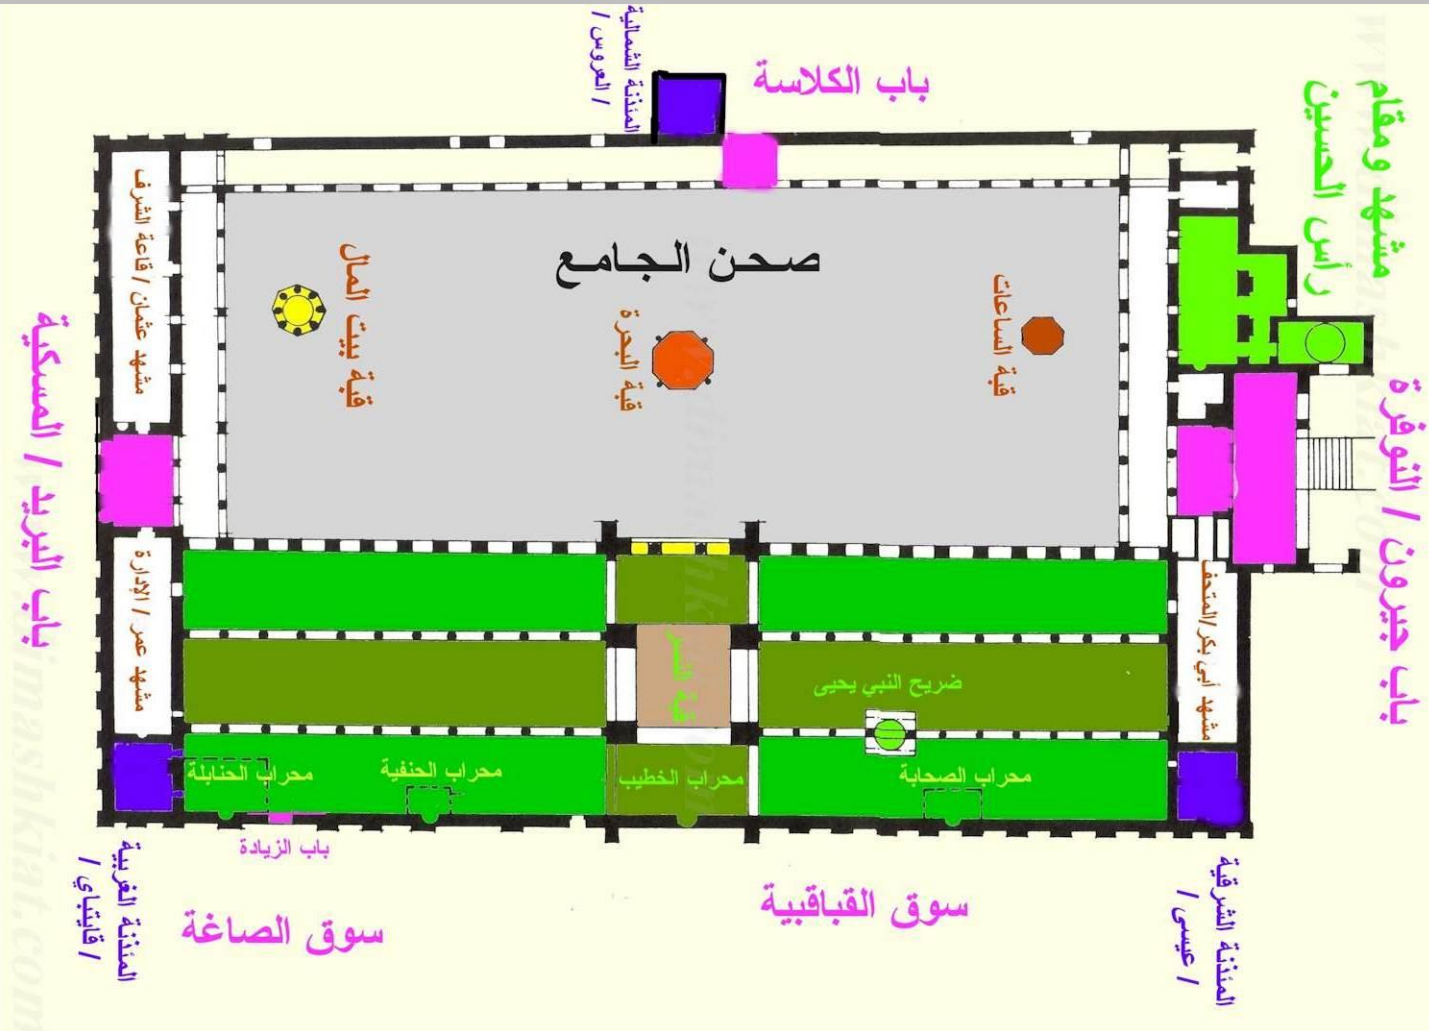 المئذنة الشمالية
/ العروس /
باب الكلاسة
مشهد ومقام
رأس الحسين
صحن الجامع
مشهد عثمان / قاعة الشرف
قبة بيت المال
قبة البحرة
قبة الساعات
باب البريد / المسكية
باب جيرون / النوفرة
مشهد عمر / الإدارة
قبة النسر
ضريح النبي يحيى
مشهد أبي بكر/المتحف
محراب الحنابلة
محراب الحنفية
محراب الخطيب
محراب الصحابة
باب الزيادة
المئذنة الغربية
/ قايتباي /
سوق الصاغة
سوق القباقبية
المئذنة الشرقية
/ عيسى /